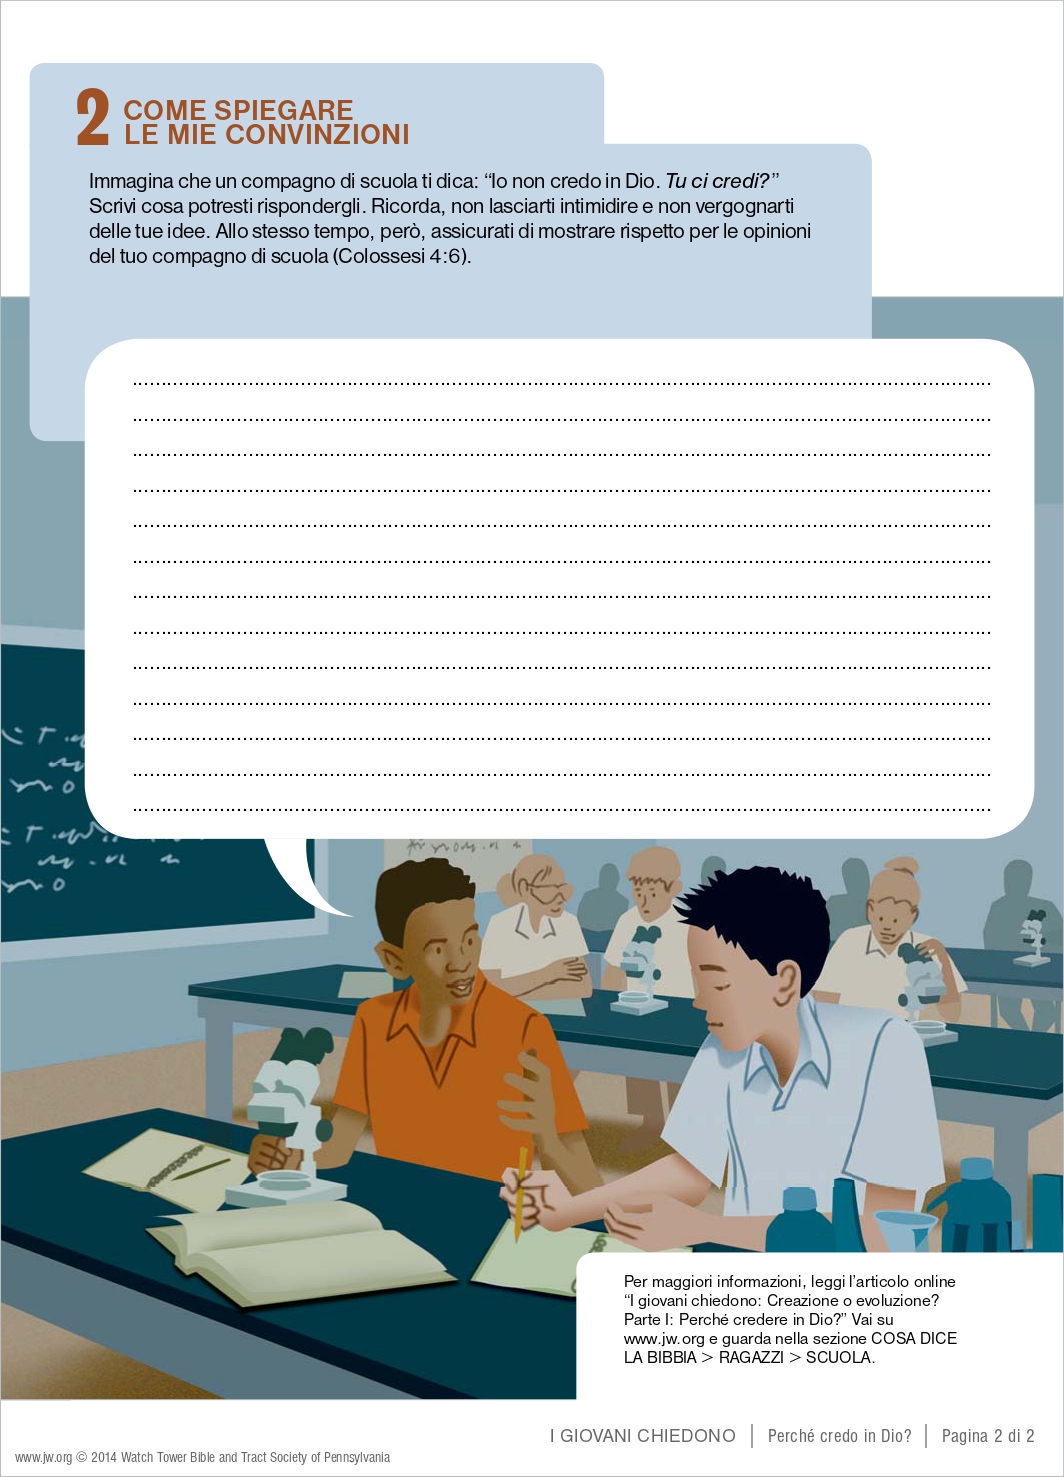 2 COME SPIEGARE
LE MIE CONVINZIONI
Immagina che un compagno di scuola ti dica: “Io non credo in Dio. Tu ci credi?”
Scrivi cosa potresti rispondergli. Ricorda, non lasciarti intimidire e non vergognarti
delle tue idee. Allo stesso tempo, però, assicurati di mostrare rispetto per le opinioni
del tuo compagno di scuola (Colossesi 4:6).
Per maggiori informazioni, leggi l’articolo online
“I giovani chiedono: Creazione o evoluzione?
Parte I: Perché credere in Dio?” Vai su
www.jw.org e guarda nella sezione COSA DICE
LA BIBBIA > RAGAZZI > SCUOLA.
I GIOVANI CHIEDONO | Perché credo in Dio? | Pagina 2 di 2
www.jw.org © 2014 Watch Tower Bible and Tract Society of Pennsylvania